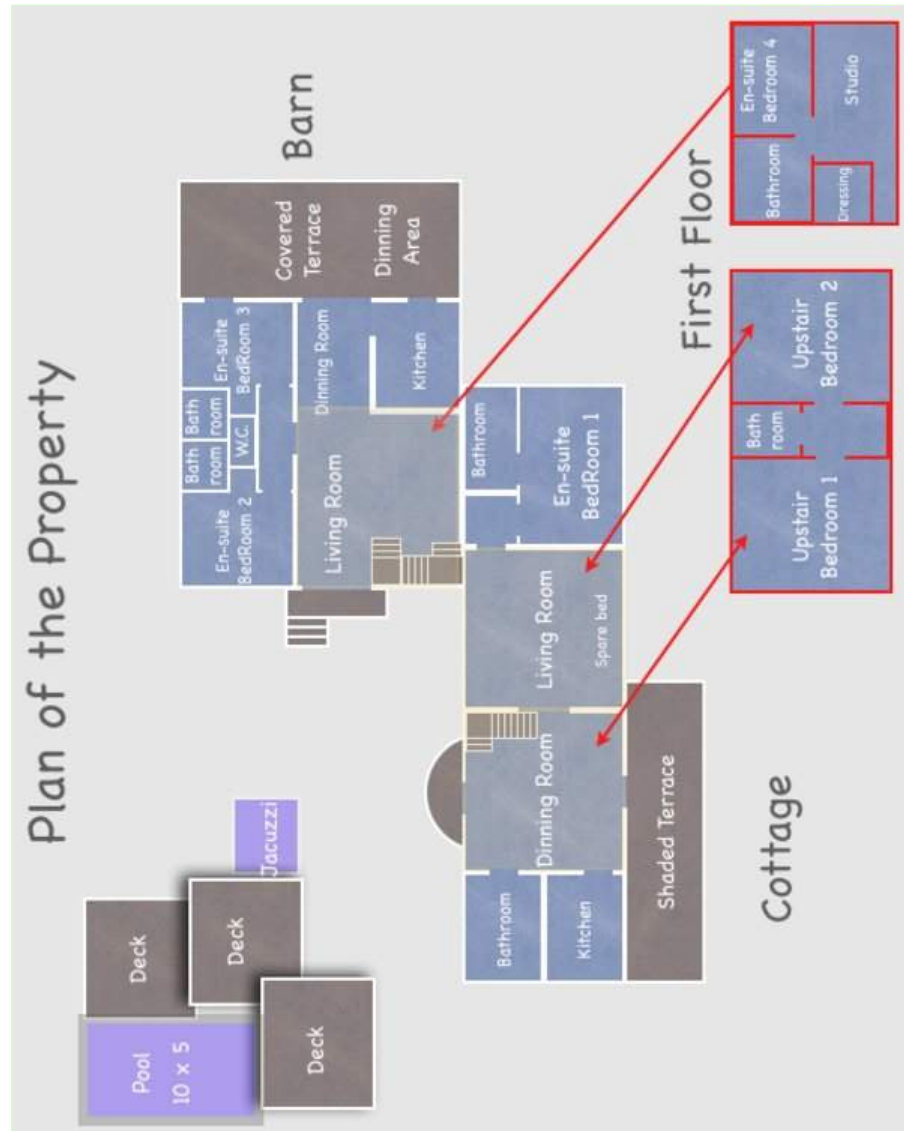 Plan of the Property
Pool
10 x 5
Deck
Deck
Deck
Jacuzzi
Barn
En-suite
BedRoom 2
Bath
room
Bath
room
W.C.
En-suite
BedRoom 3
Living Room
Dinning Room
Kitchen
Covered
Terrace
Dinning
Area
Bathroom
Kitchen
Dinning Room
Living Room
Spare bed
Bathroom
En-suite
BedRoom 1
Shaded Terrace
Cottage
First Floor
Upstair
Bedroom 1
Bath
room
Upstair
Bedroom 2
Bathroom
En-suite
Bedroom 4
Dressing
Studio